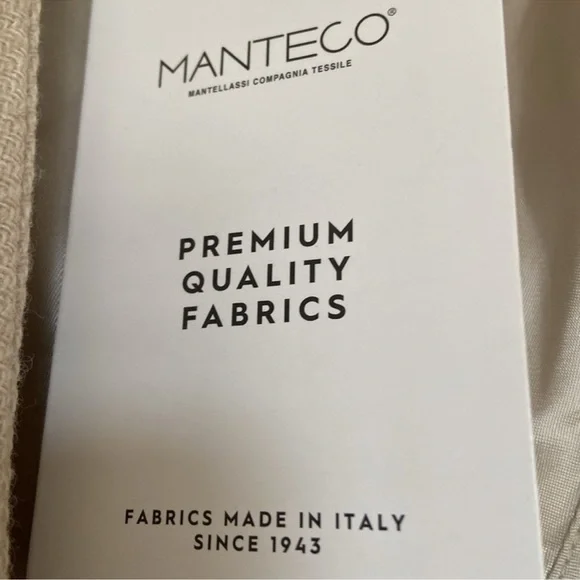 MANTECO®
MANTELLASSI COMPAGNIA TESSILE
PREMIUM
QUALITY
FABRICS
FABRICS MADE IN ITALY
SINCE 1943